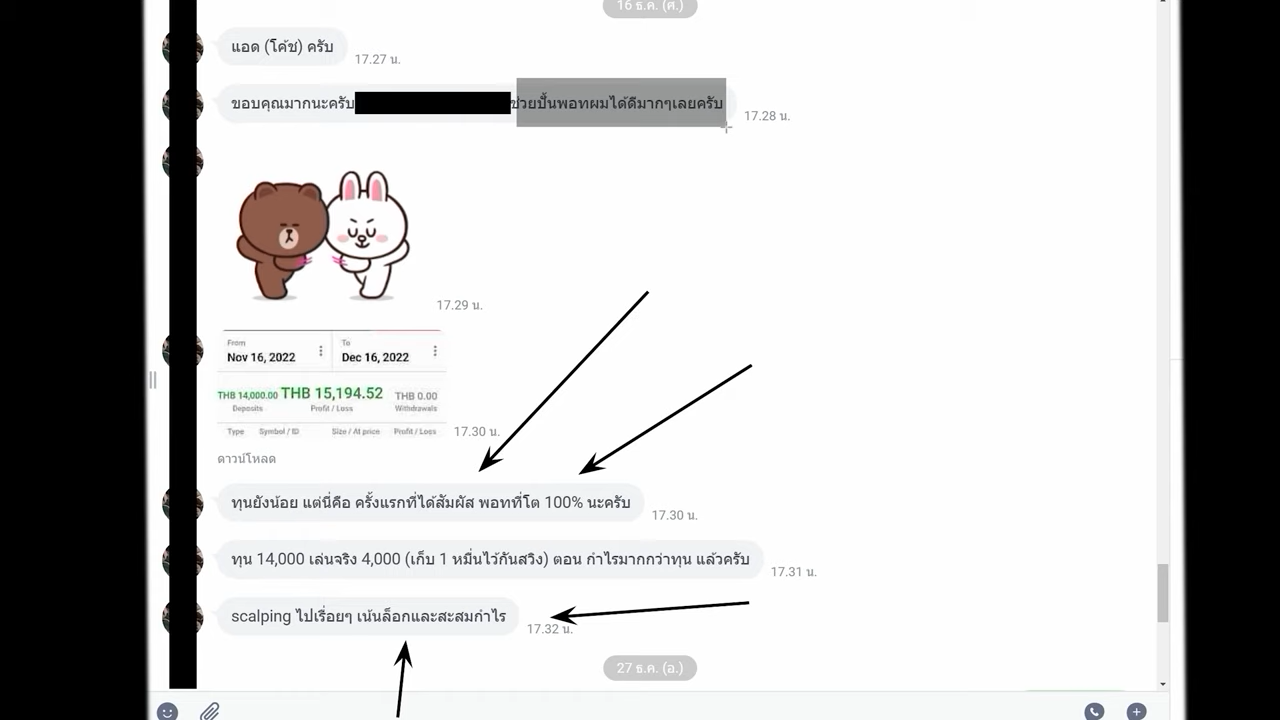 16 ธ.ค. (ศ.)
แอด (โค้ช) ครับ
17.27 น.
ขอบคุณมากนะครับ ช่วยปั้นพอทผมได้ดีมากๆเลยครับ
17.28 น.
17.29 น.
From To
Nov 16, 2022 Dec 16, 2022
THB 14,000.00 THB 15,194.52 THB 0.00
Deposits Profit / Loss Withdrawals
Type Symbol / ID Size / At price Profit / Loss
17.30 น.
ดาวน์โหลด
ทุนยังน้อย แต่นี่คือ ครั้งแรกที่ได้สัมผัส พอทที่โต 100% นะครับ
17.30 น.
ทุน 14,000 เล่นจริง 4,000 (เก็บ 1 หมื่นไว้กันสวิง) ตอน กำไรมากกว่าทุน แล้วครับ
17.31 น.
scalping ไปเรื่อยๆ เน้นล็อกและสะสมกำไร
17.32 น.
27 ธ.ค. (อ.)